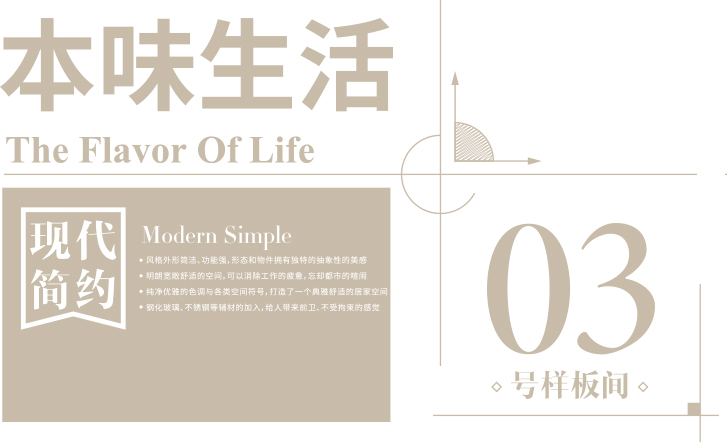 本味生活
The Flavor Of Life
现代
简约
Modern Simple
• 风格外形简洁、功能强，形态和物件拥有独特的抽象性的美感
• 明朗宽敞舒适的空间，可以消除工作的疲惫，忘却都市的喧闹
• 纯净优雅的色调与各类空间符号，打造了一个典雅舒适的居家空间
• 钢化玻璃、不锈钢等辅材的加入，给人带来前卫、不受拘束的感觉
03
号样板间